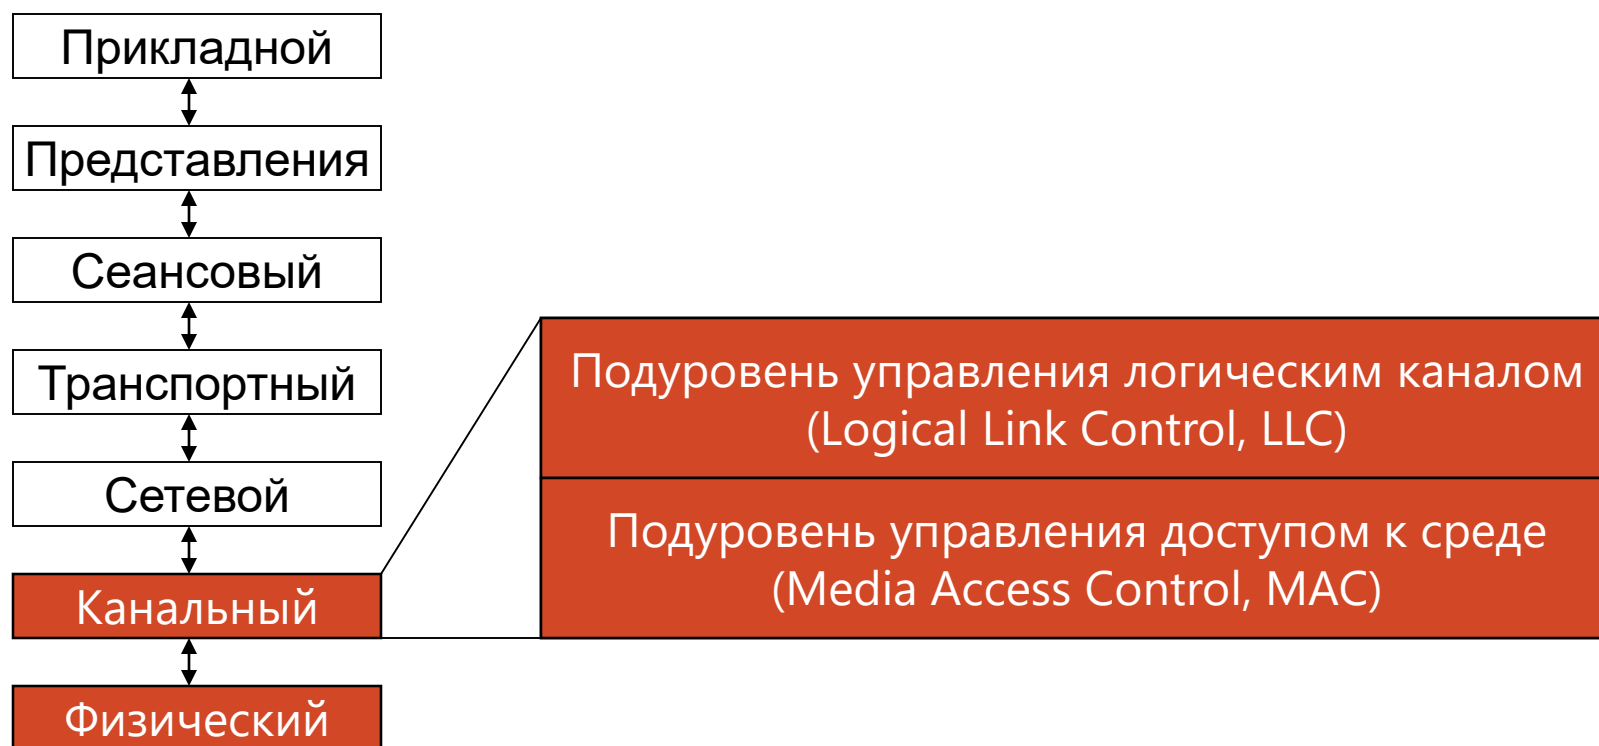 Прикладной
Представления
Сеансовый
Транспортный
Сетевой
Канальный
Физический
Подуровень управления логическим каналом
(Logical Link Control, LLC)
Подуровень управления доступом к среде
(Media Access Control, MAC)